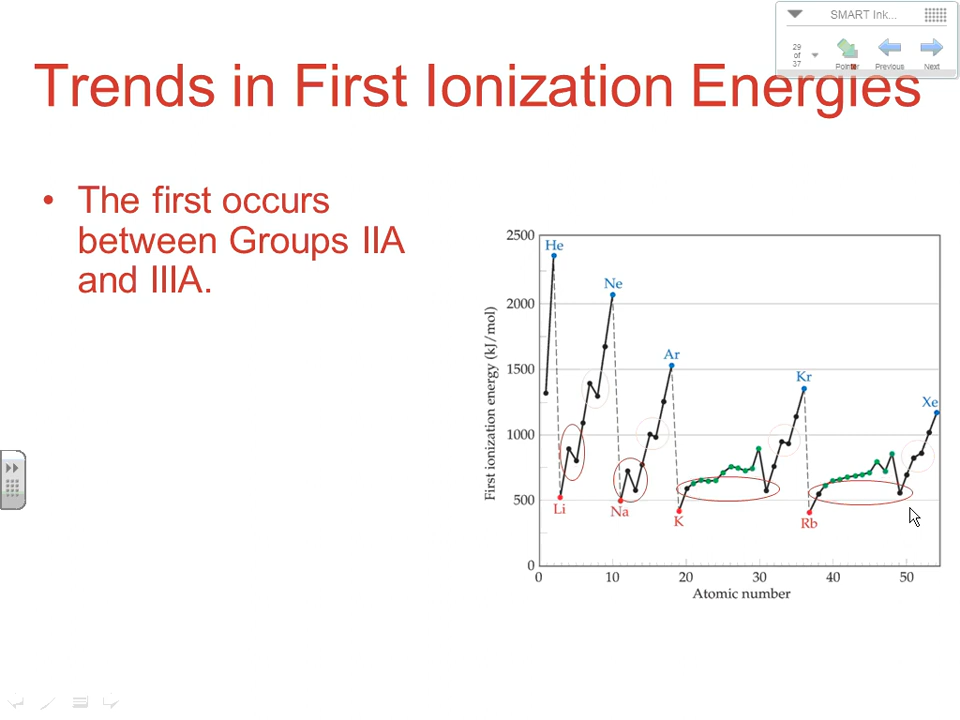 SMART Ink...
29
of
37
Pointer
Previous
Next
Trends in First Ionization Energies
• The first occurs
between Groups IIA
and IIIA.
First ionization energy (kJ/mol)
2500
2000
1500
1000
500
0
He
Ne
Ar
Kr
Xe
Li
Na
K
Rb
0 10 20 30 40 50
Atomic number